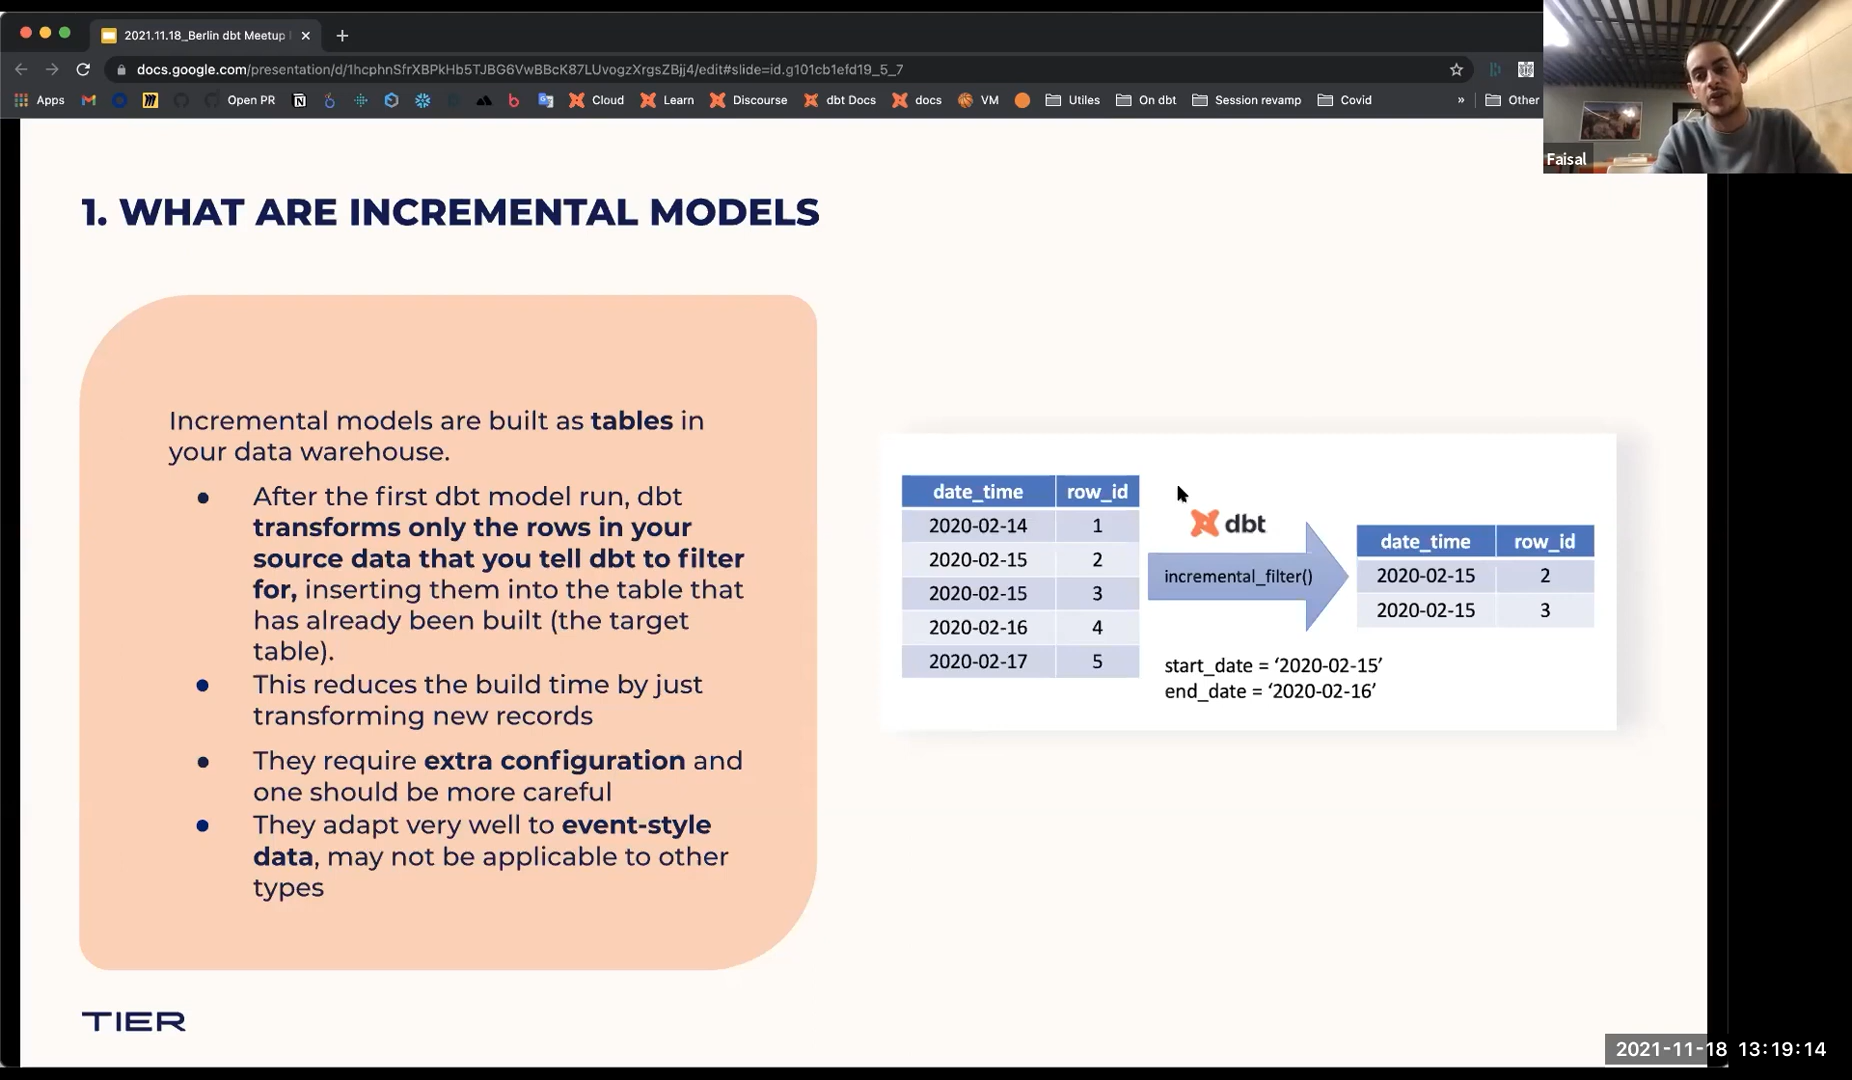 2021.11.18_Berlin dbt Meetup
docs.google.com/presentation/d/1hcphnSfrXBPkHb5TJBG6VwBBcK87LUvogzXrgsZBjj4/edit#slide=id.g101cb1efd19_5_7
Apps Open PR Cloud Learn Discourse dbt Docs docs VM Utiles On dbt Session revamp Covid » Other
Faisal
1. WHAT ARE INCREMENTAL MODELS
Incremental models are built as tables in
your data warehouse.
● After the first dbt model run, dbt
transforms only the rows in your
source data that you tell dbt to filter
for, inserting them into the table that
has already been built (the target
table).
● This reduces the build time by just
transforming new records
● They require extra configuration and
one should be more careful
● They adapt very well to event-style
data, may not be applicable to other
types
date_time row_id
2020-02-14 1
2020-02-15 2
2020-02-15 3
2020-02-16 4
2020-02-17 5
dbt
incremental_filter()
start_date = ‘2020-02-15’
end_date = ‘2020-02-16’
date_time row_id
2020-02-15 2
2020-02-15 3
TIER
2021-11-18 13:19:14